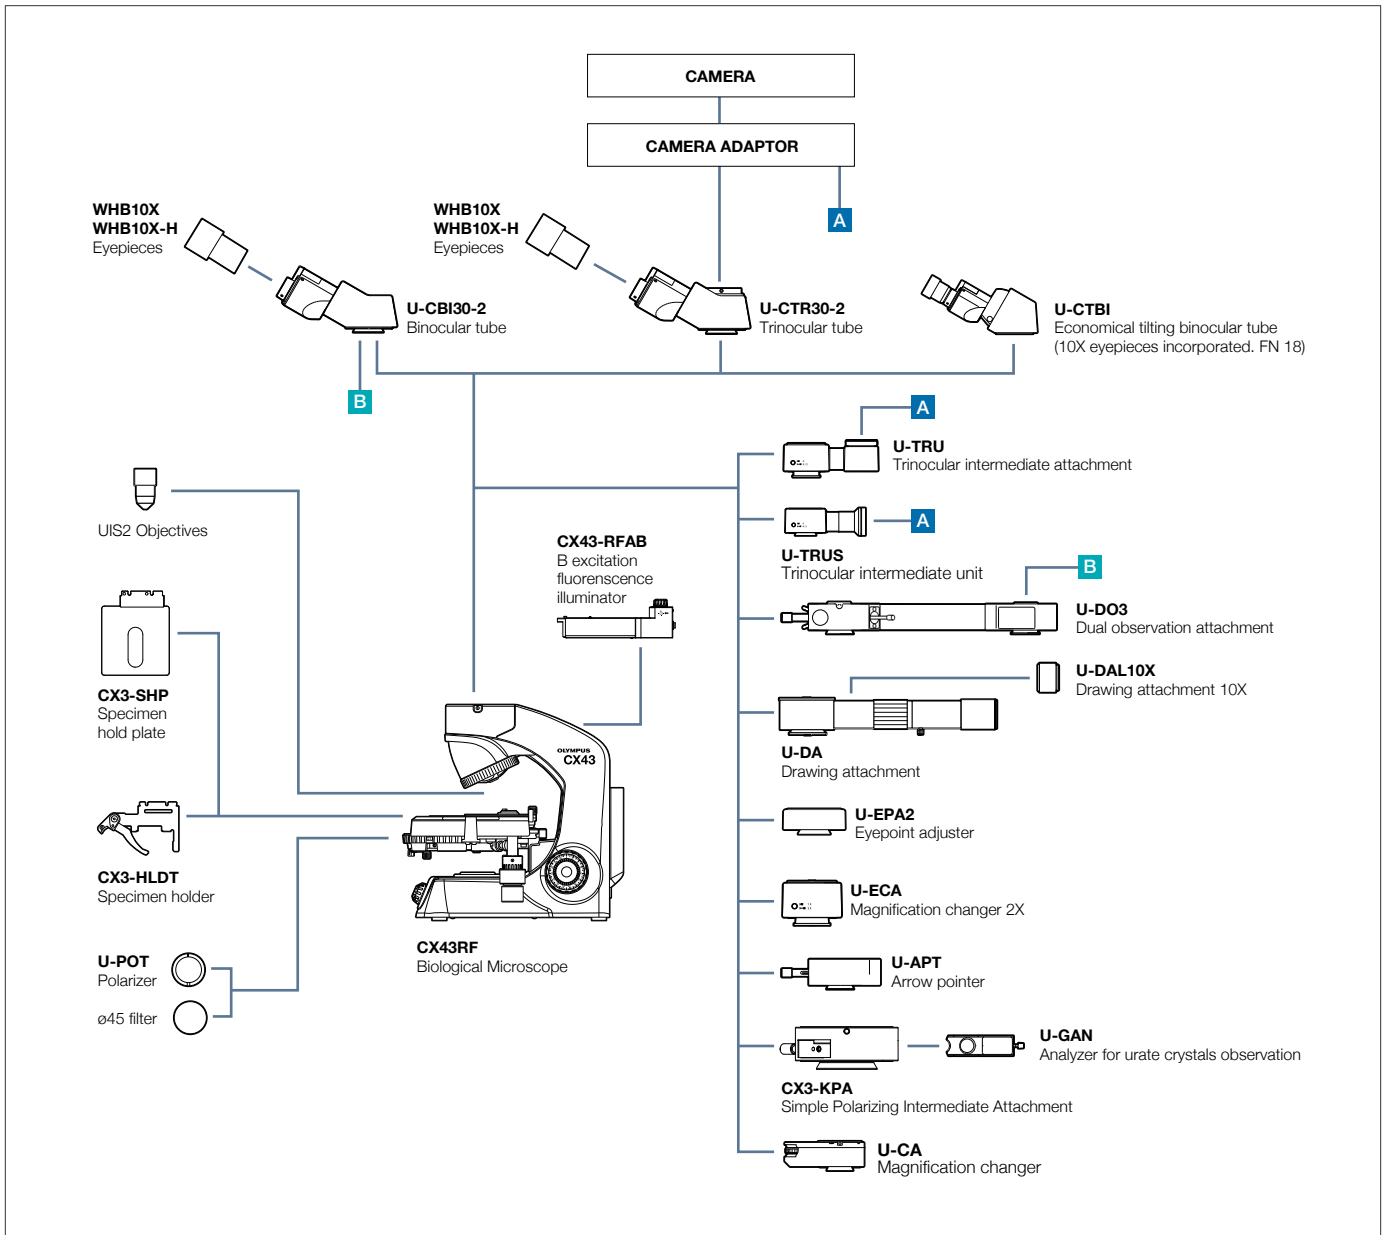 CAMERA
CAMERA ADAPTOR
A
WHB10X
WHB10X-H
Eyepieces
WHB10X
WHB10X-H
Eyepieces
U-CBI30-2
Binocular tube
U-CTR30-2
Trinocular tube
U-CTBI
Economical tilting binocular tube
(10X eyepieces incorporated. FN 18)
B
A
U-TRU
Trinocular intermediate attachment
UIS2 Objectives
A
U-TRUS
Trinocular intermediate unit
CX43-RFAB
B excitation
fluorenscence
illuminator
B
U-DO3
Dual observation attachment
CX3-SHP
Specimen
hold plate
U-DAL10X
Drawing attachment 10X
U-DA
Drawing attachment
OLYMPUS
CX43
U-EPA2
Eyepoint adjuster
CX3-HLDT
Specimen holder
U-ECA
Magnification changer 2X
CX43RF
Biological Microscope
U-POT
Polarizer
ø45 filter
U-APT
Arrow pointer
U-GAN
Analyzer for urate crystals observation
CX3-KPA
Simple Polarizing Intermediate Attachment
U-CA
Magnification changer